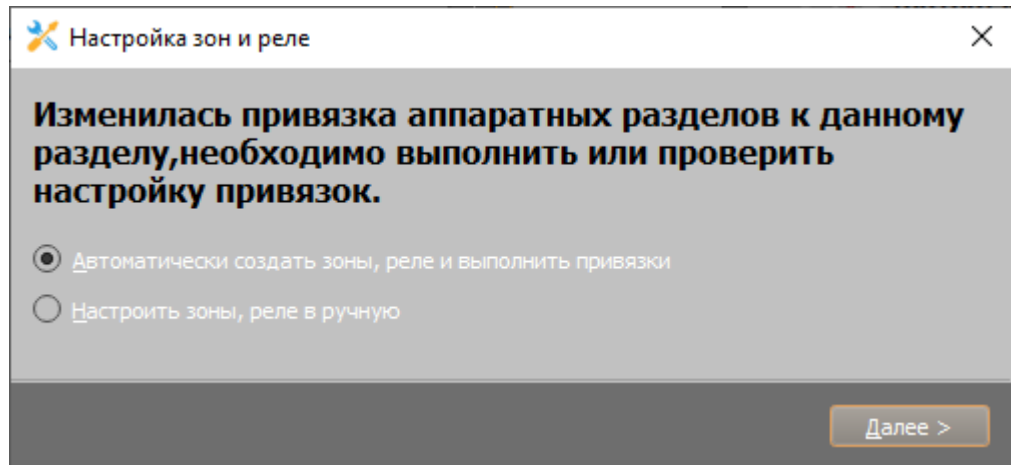 Настройка зон и реле
Изменилась привязка аппаратных разделов к данному
разделу,необходимо выполнить или проверить
настройку привязок.
Автоматически создать зоны, реле и выполнить привязки
Настроить зоны, реле в ручную
Далее >